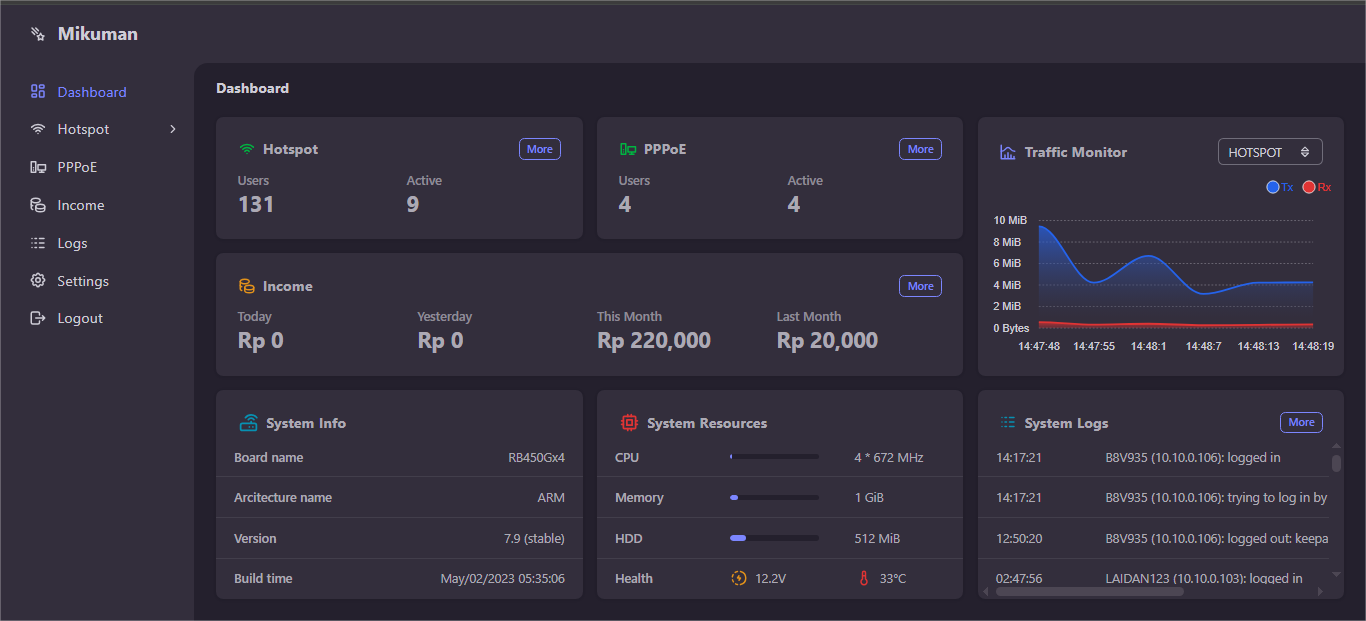 Mikuman
Dashboard
Hotspot
PPPoE
Income
Logs
Settings
Logout
Dashboard
Hotspot
More
Users
Active
131
9
PPPoE
More
Users
Active
4
4
Traffic Monitor
HOTSPOT
Tx
Rx
10 MiB
8 MiB
6 MiB
4 MiB
2 MiB
0 Bytes
14:47:48 14:47:55 14:48:1 14:48:7 14:48:13 14:48:19
Income
More
Today Yesterday This Month Last Month
Rp 0 Rp 0 Rp 220,000 Rp 20,000
System Info
Board name RB450Gx4
Arcitecture name ARM
Version 7.9 (stable)
Build time May/02/2023 05:35:06
System Resources
CPU 4 * 672 MHz
Memory 1 GiB
HDD 512 MiB
Health 12.2V 33°C
System Logs
More
14:17:21 B8V935 (10.10.0.106): logged in
14:17:21 B8V935 (10.10.0.106): trying to log in by
12:50:20 B8V935 (10.10.0.106): logged out: keepa
02:47:56 LAIDAN123 (10.10.0.103): logged in